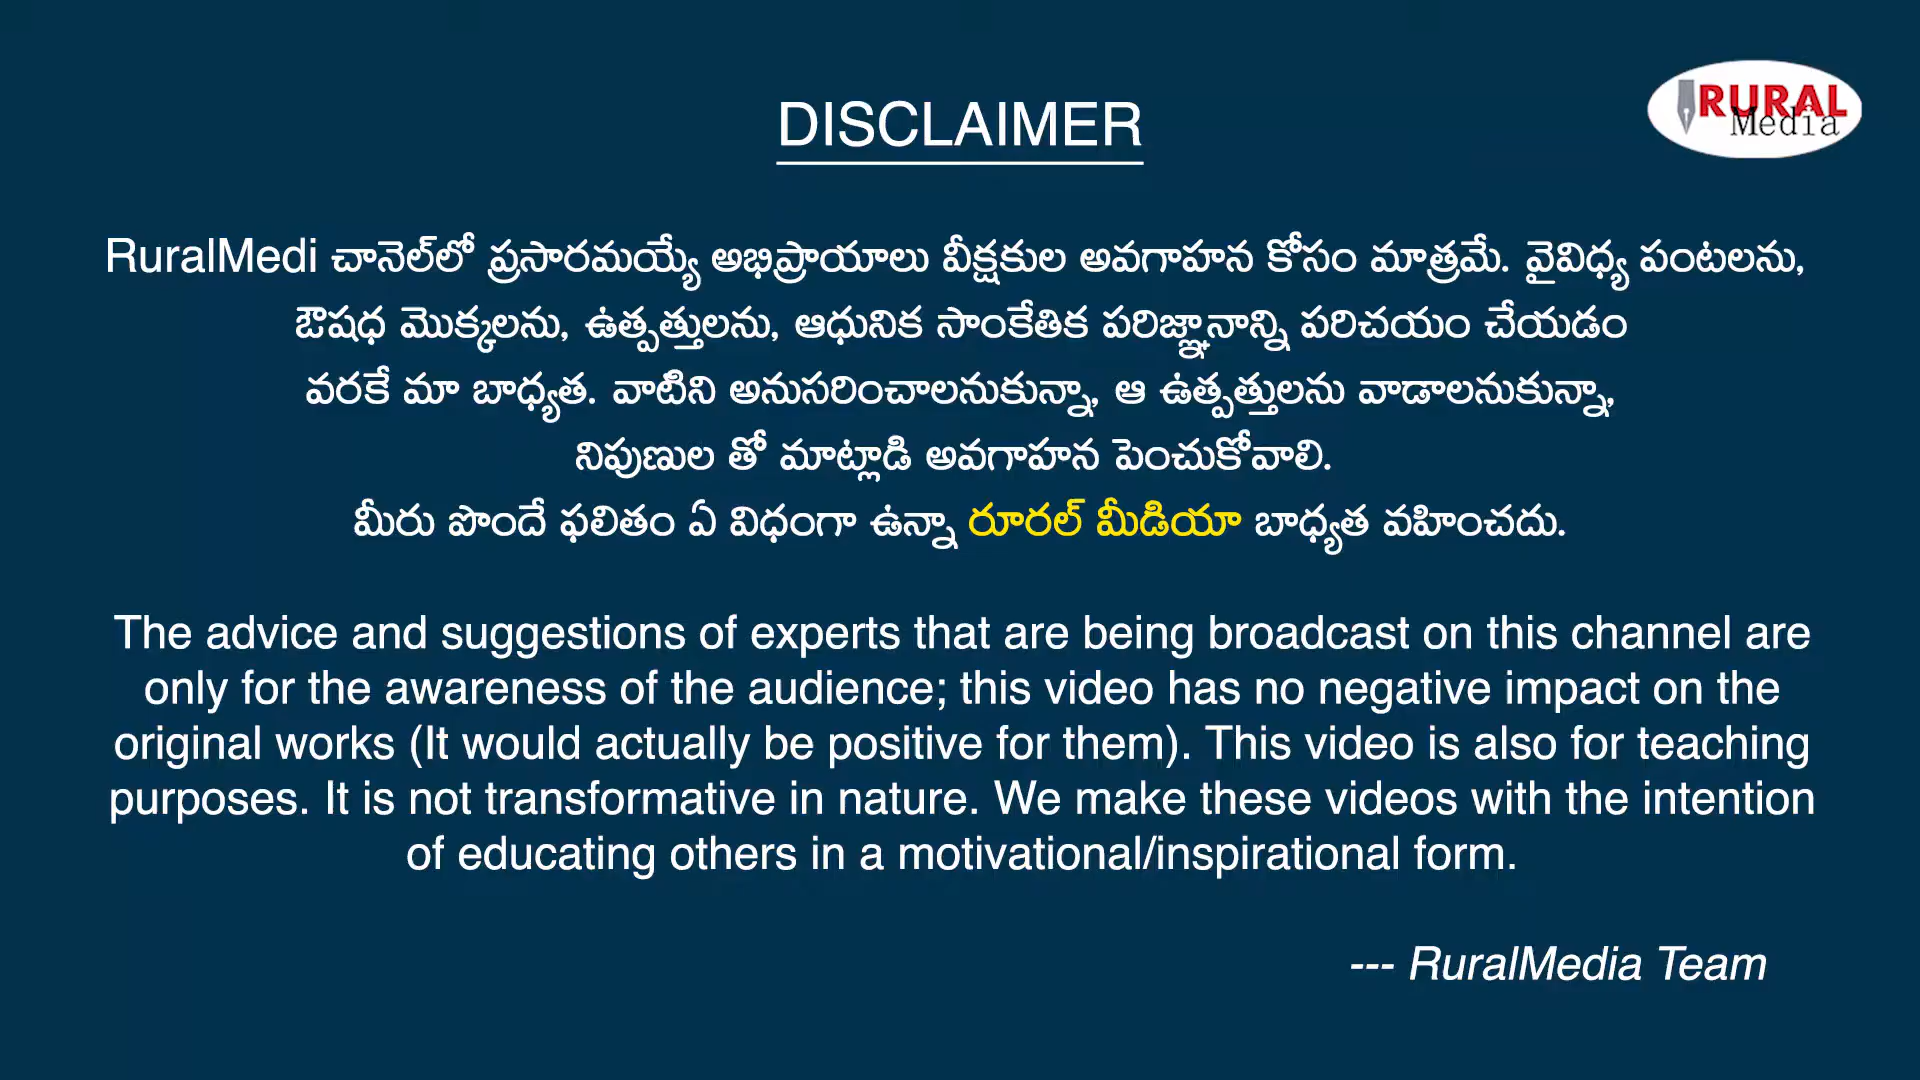 DISCLAIMER
RURAL
Media
RuralMedi చానెల్‌లో ప్రసారమయ్యే అభిప్రాయాలు వీక్షకుల అవగాహన కోసం మాత్రమే. వైవిధ్య పంటలను,
ఔషధ మొక్కలను, ఉత్పత్తులను, ఆధునిక సాంకేతిక పరిజ్ఞానాన్ని పరిచయం చేయడం
వరకే మా బాధ్యత. వాటిని అనుసరించాలనుకున్నా, ఆ ఉత్పత్తులను వాడాలనుకున్నా,
నిపుణుల తో మాట్లాడి అవగాహన పెంచుకోవాలి.
మీరు పొందే ఫలితం ఏ విధంగా ఉన్నా రూరల్ మీడియా బాధ్యత వహించదు.
The advice and suggestions of experts that are being broadcast on this channel are
only for the awareness of the audience; this video has no negative impact on the
original works (It would actually be positive for them). This video is also for teaching
purposes. It is not transformative in nature. We make these videos with the intention
of educating others in a motivational/inspirational form.
--- RuralMedia Team